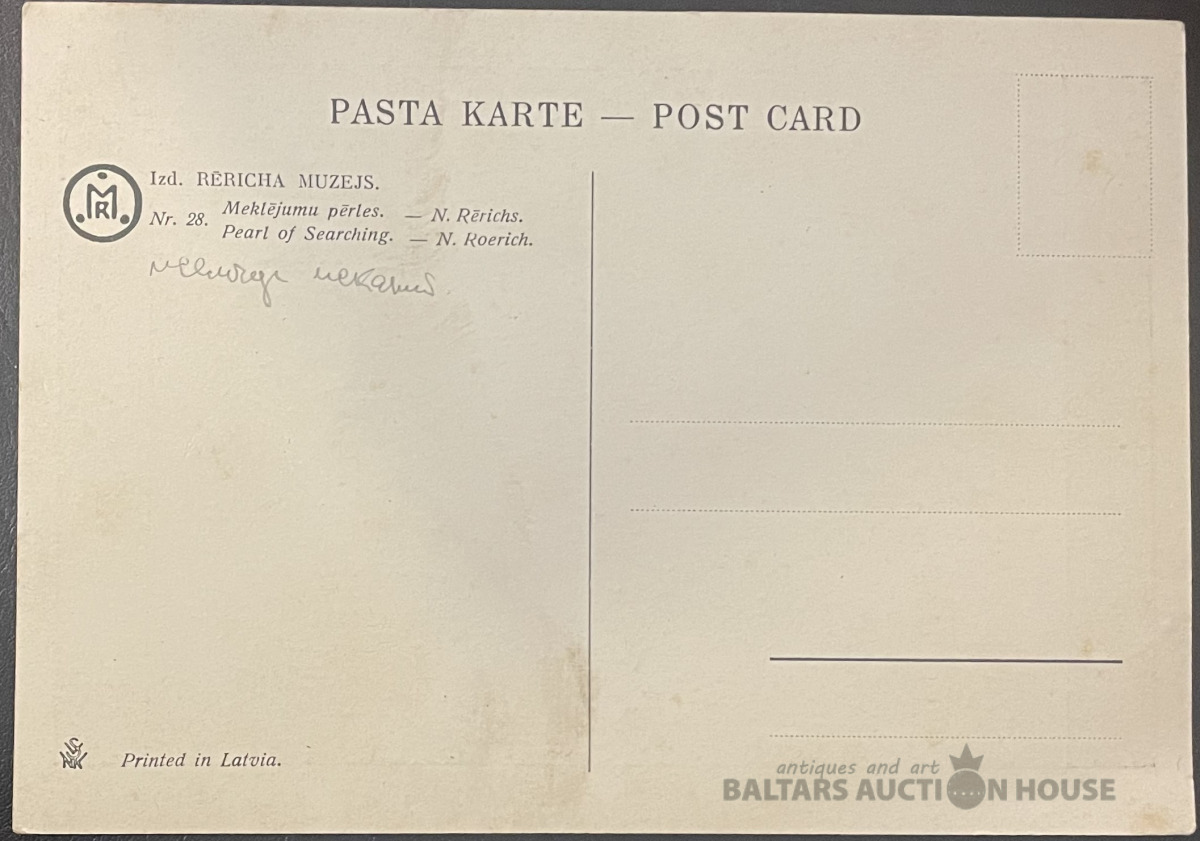 PASTA KARTE — POST CARD
Izd. RĒRICHA MUZEJS.
Nr. 28. Meklējumu pērles. — N. Rērichs.
Pearl of Searching. — N. Roerich.
Printed in Latvia.
antiques and art
BALTARS AUCTION HOUSE